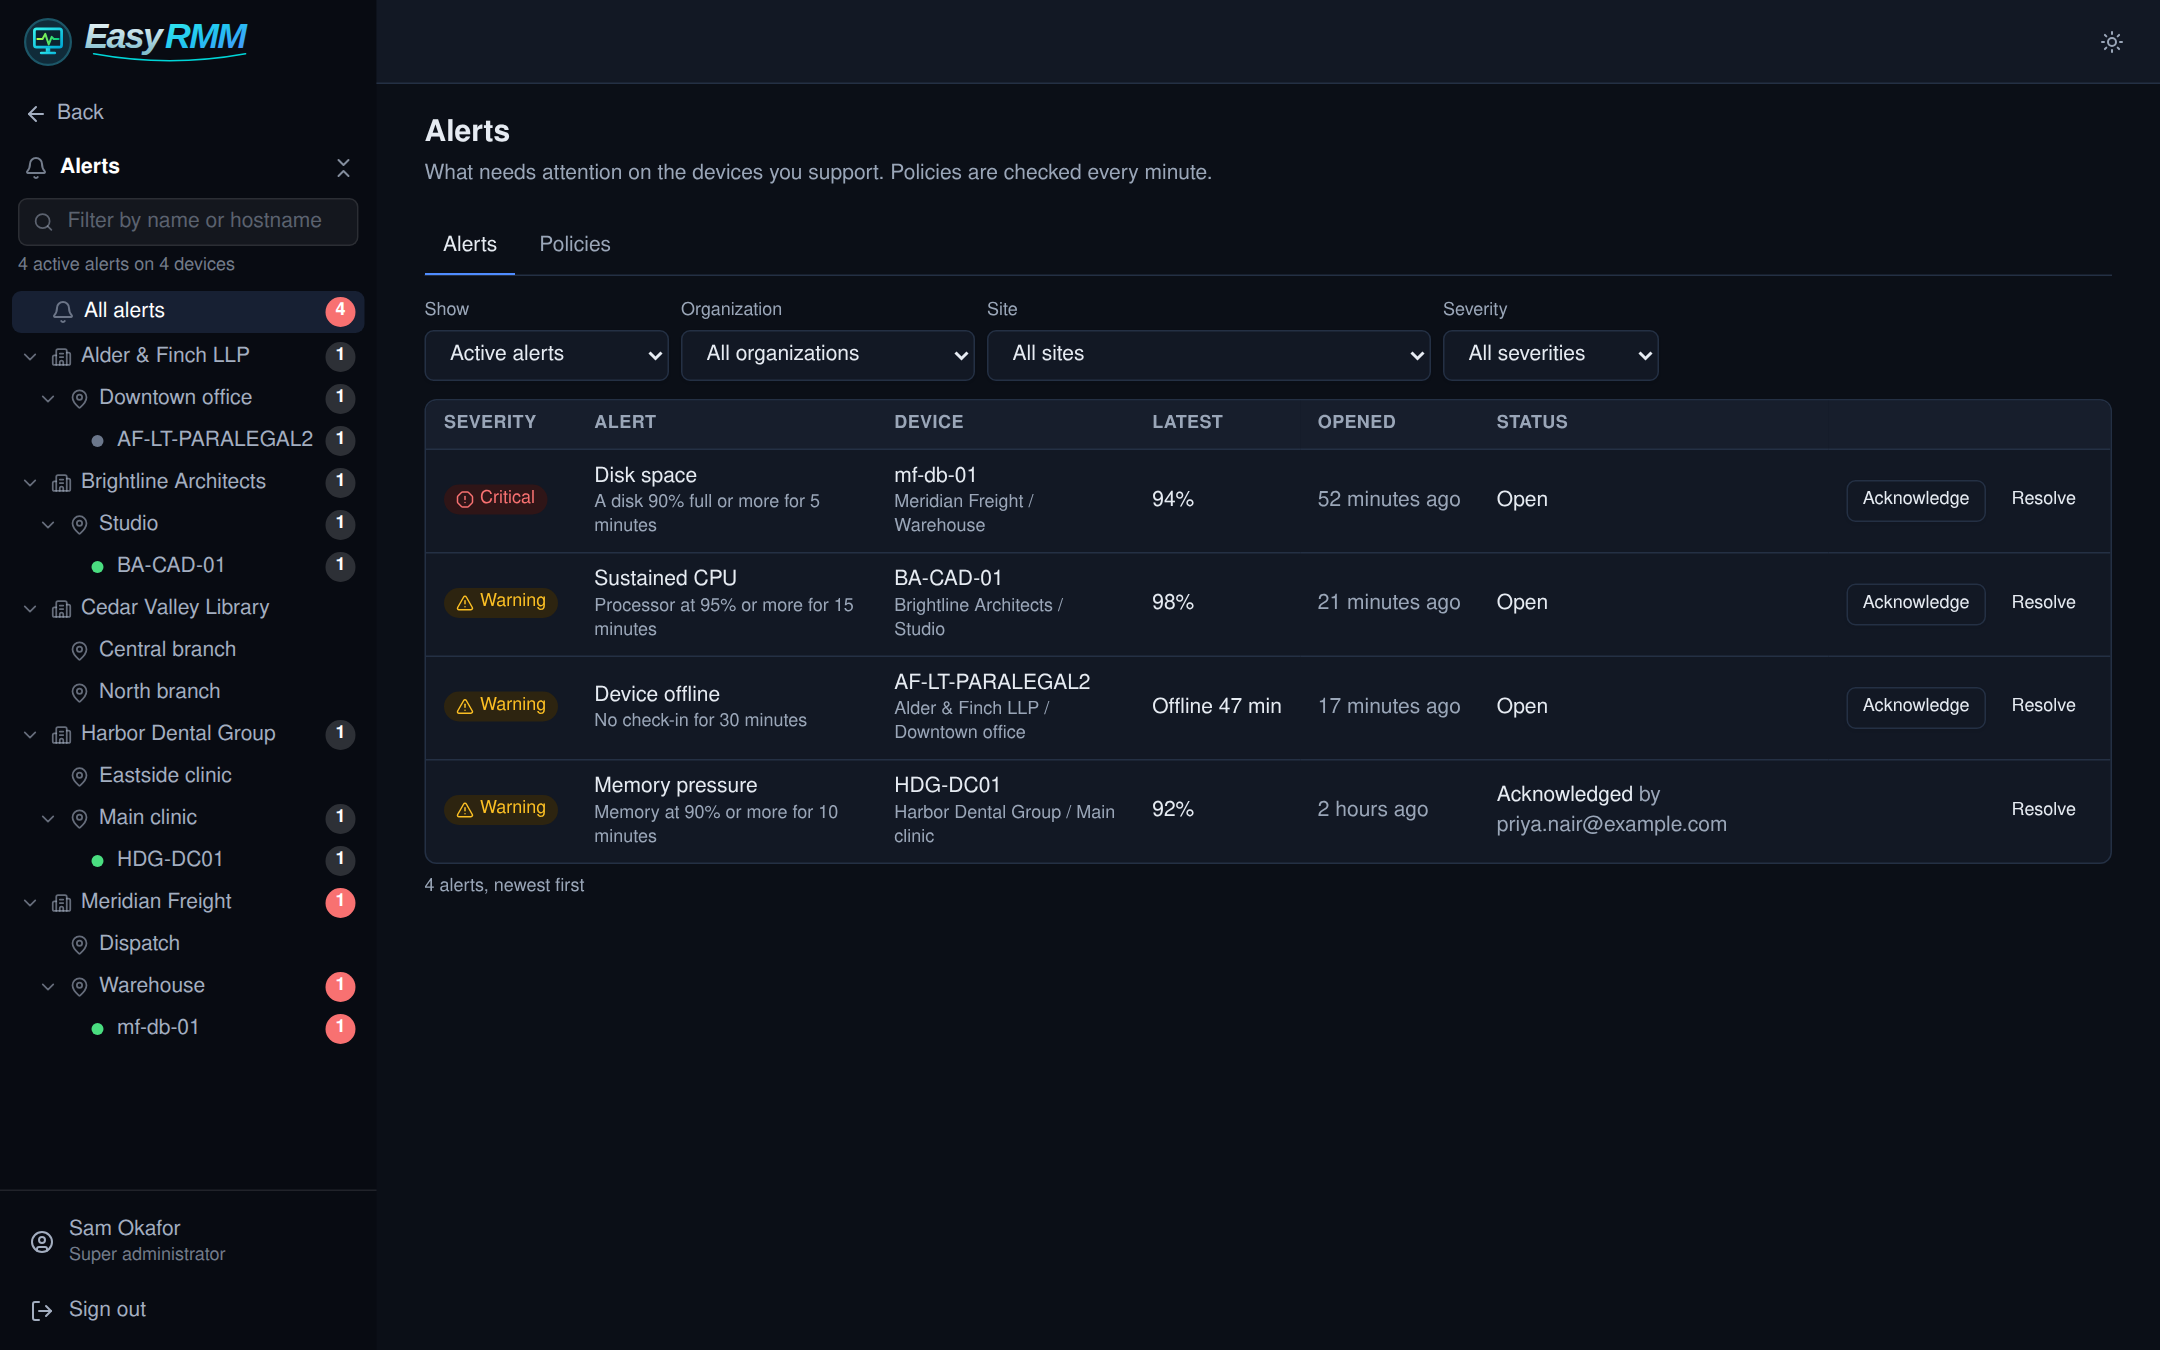 EasyRMM
Back
Alerts
Filter by name or hostname
4 active alerts on 4 devices
All alerts 4
Alder & Finch LLP 1
Downtown office 1
AF-LT-PARALEGAL2 1
Brightline Architects 1
Studio 1
BA-CAD-01 1
Cedar Valley Library
Central branch
North branch
Harbor Dental Group 1
Eastside clinic
Main clinic 1
HDG-DC01 1
Meridian Freight 1
Dispatch
Warehouse 1
mf-db-01 1
Sam Okafor
Super administrator
Sign out
Alerts
What needs attention on the devices you support. Policies are checked every minute.
Alerts Policies
Show Organization Site Severity
Active alerts All organizations All sites All severities
SEVERITY ALERT DEVICE LATEST OPENED STATUS
Critical
Disk space
A disk 90% full or more for 5
minutes
mf-db-01
Meridian Freight /
Warehouse
94%
52 minutes ago
Open
Acknowledge
Resolve
Warning
Sustained CPU
Processor at 95% or more for 15
minutes
BA-CAD-01
Brightline Architects /
Studio
98%
21 minutes ago
Open
Acknowledge
Resolve
Warning
Device offline
No check-in for 30 minutes
AF-LT-PARALEGAL2
Alder & Finch LLP /
Downtown office
Offline 47 min
17 minutes ago
Open
Acknowledge
Resolve
Warning
Memory pressure
Memory at 90% or more for 10
minutes
HDG-DC01
Harbor Dental Group / Main
clinic
92%
2 hours ago
Acknowledged by
priya.nair@example.com
Resolve
4 alerts, newest first